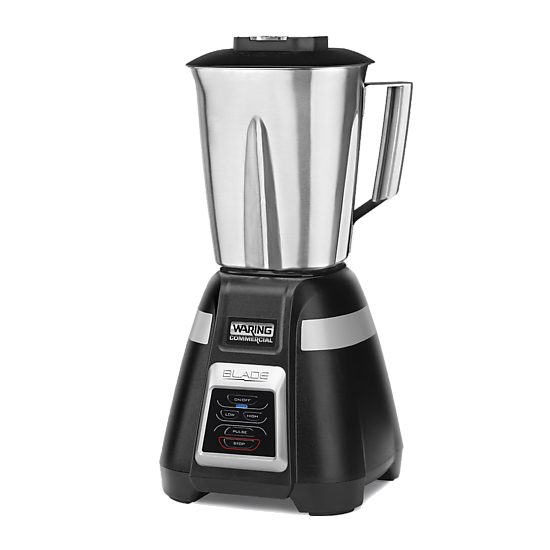 WARING
COMMERCIAL
BLADE
ON/OFF
LOW HIGH
PULSE
STOP